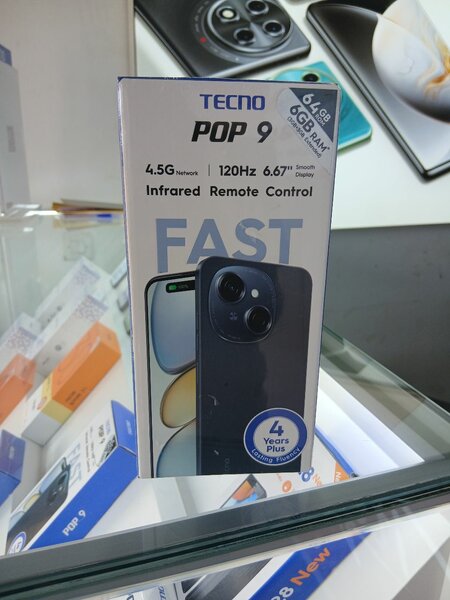 TECNO
POP 9
64GB
ROM
6GB RAM*
4.5G Network | 120Hz 6.67" Smooth Display
Infrared Remote Control
FAST
4
Years
Plus
Lasting Fluency
POP 9
New